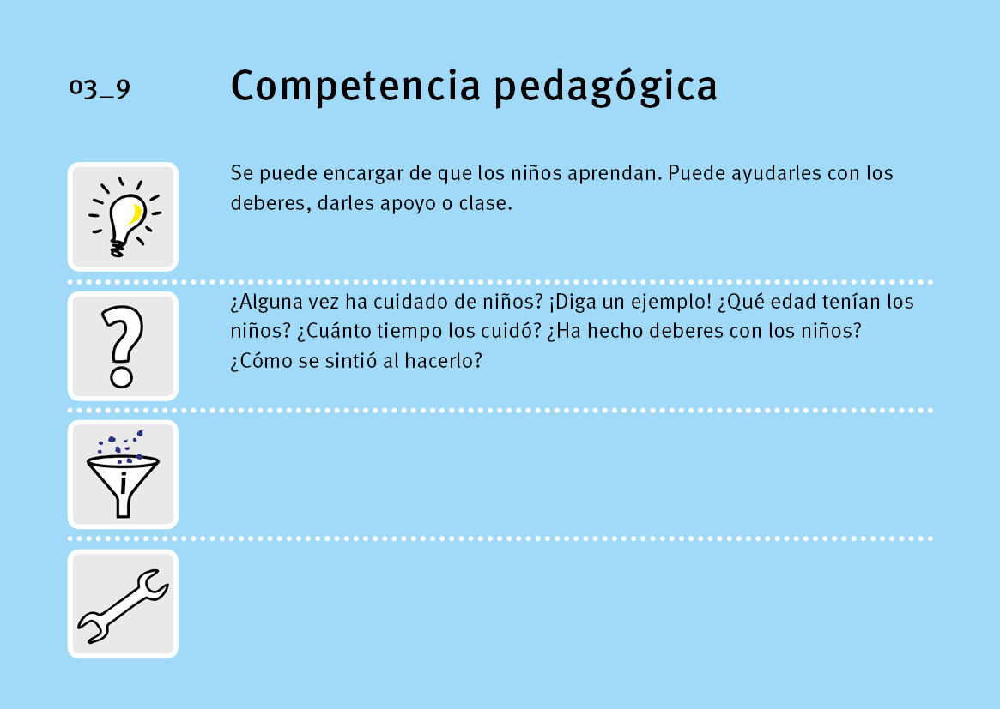 03_9
Competencia pedagógica
Se puede encargar de que los niños aprendan. Puede ayudarles con los
deberes, darles apoyo o clase.
¿Alguna vez ha cuidado de niños? ¡Diga un ejemplo! ¿Qué edad tenían los
niños? ¿Cuánto tiempo los cuidó? ¿Ha hecho deberes con los niños?
¿Cómo se sintió al hacerlo?
i